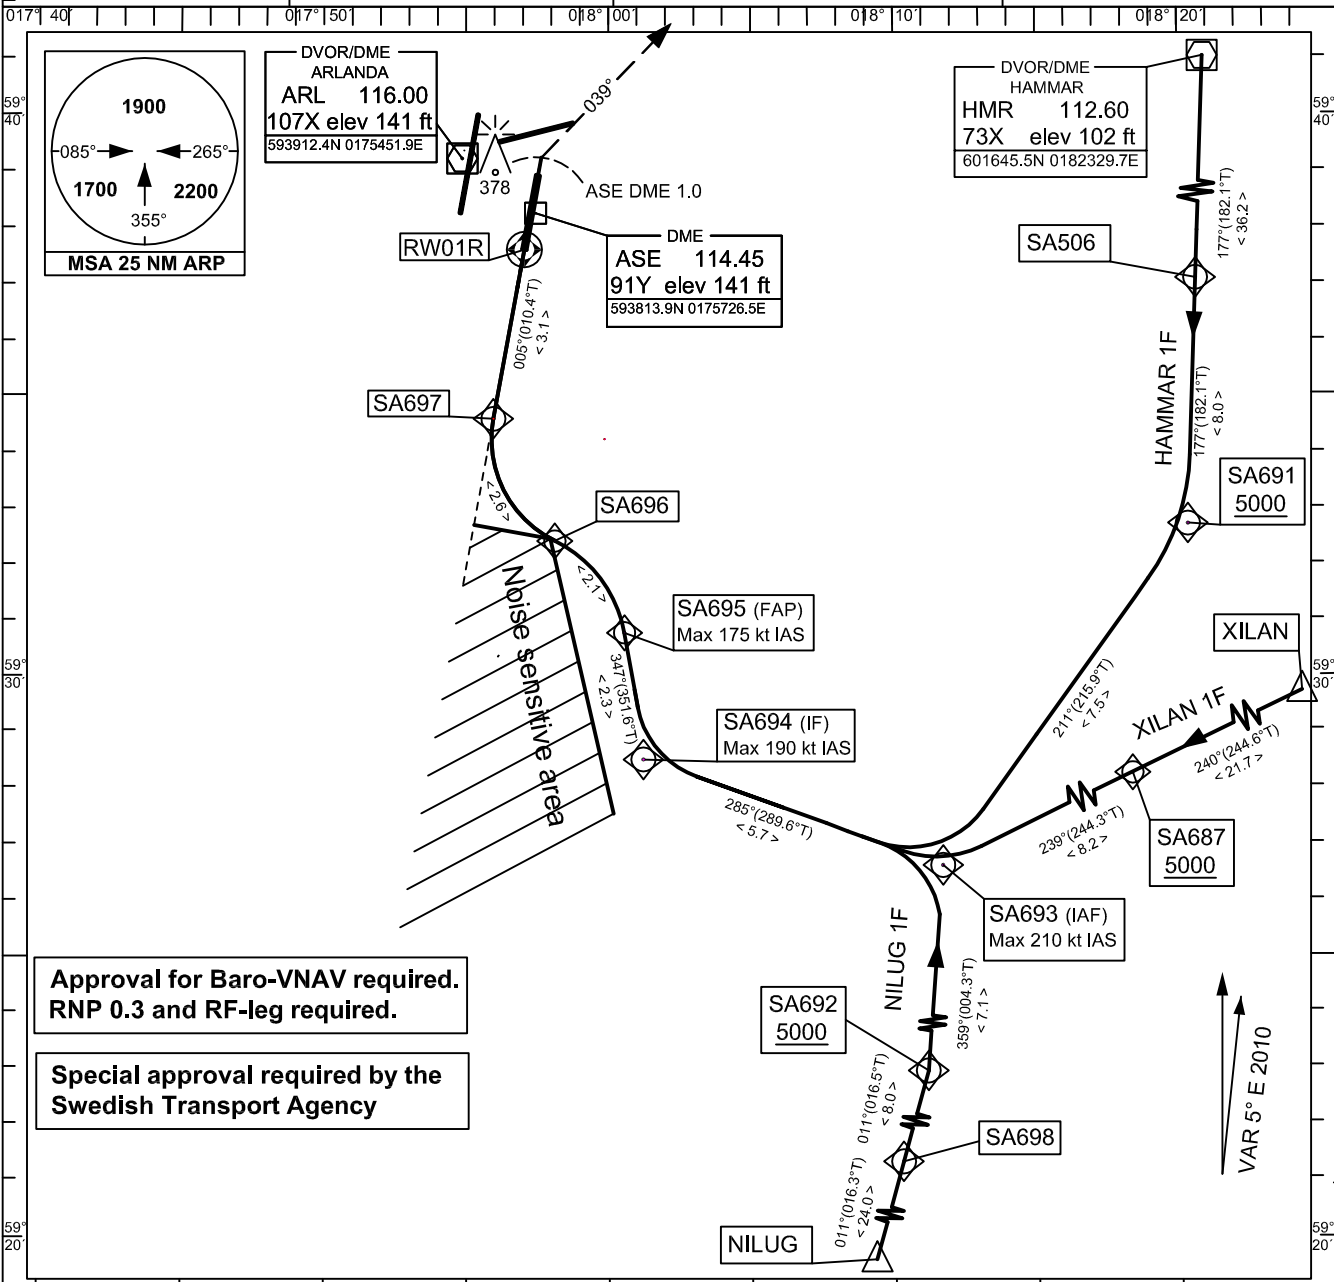 017° 40´
017° 50´
018° 00´
018° 10´
018° 20´
59°
40´
59°
40´
59°
30´
59°
30´
59°
20´
59°
20´
1900
085°
265°
1700
2200
355°
MSA 25 NM ARP
DVOR/DME
ARLANDA
ARL 116.00
107X elev 141 ft
593912.4N 0175451.9E
378
039°
ASE DME 1.0
DME
ASE 114.45
91Y elev 141 ft
593813.9N 0175726.5E
RW01R
005°(010.4°T)
< 3.1 >
DVOR/DME
HAMMAR
HMR 112.60
73X elev 102 ft
601645.5N 0182329.7E
177°(182.1°T)
< 36.2 >
SA506
HAMMAR 1F
177°(182.1°T)
< 8.0 >
SA691
5000
SA697
< 2.6 >
SA696
< 2.1 >
SA695 (FAP)
Max 175 kt IAS
347°(351.6°T)
< 2.3 >
SA694 (IF)
Max 190 kt IAS
Noise sensitive area
285°(289.6°T)
< 5.7 >
211°(215.9°T)
< 7.5 >
XILAN
XILAN 1F
240°(244.6°T)
< 21.7 >
239°(244.3°T)
< 8.2 >
SA687
5000
SA693 (IAF)
Max 210 kt IAS
NILUG 1F
359°(004.3°T)
< 7.1 >
SA692
5000
011°(016.5°T)
< 8.0 >
SA698
011°(016.3°T)
< 24.0 >
NILUG
Approval for Baro-VNAV required.
RNP 0.3 and RF-leg required.
Special approval required by the
Swedish Transport Agency
VAR 5° E 2010